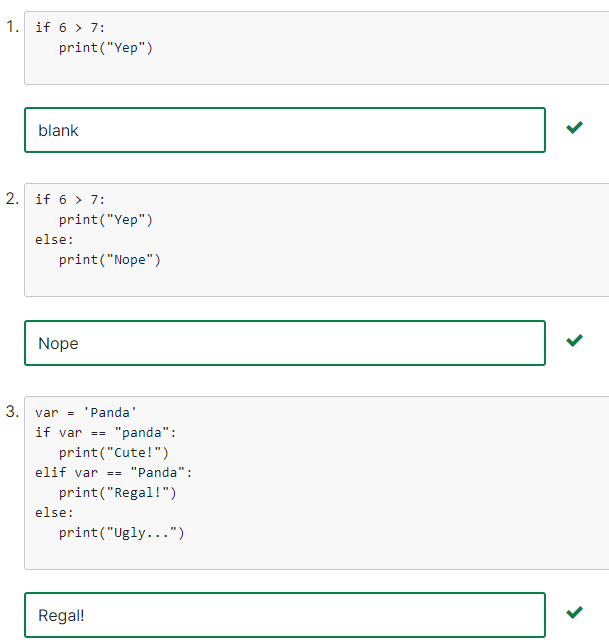 1. if 6 > 7:
print("Yep")
blank
2. if 6 > 7:
print("Yep")
else:
print("Nope")
Nope
3. var = 'Panda'
if var == "panda":
print("Cute!")
elif var == "Panda":
print("Regal!")
else:
print("Ugly...")
Regal!